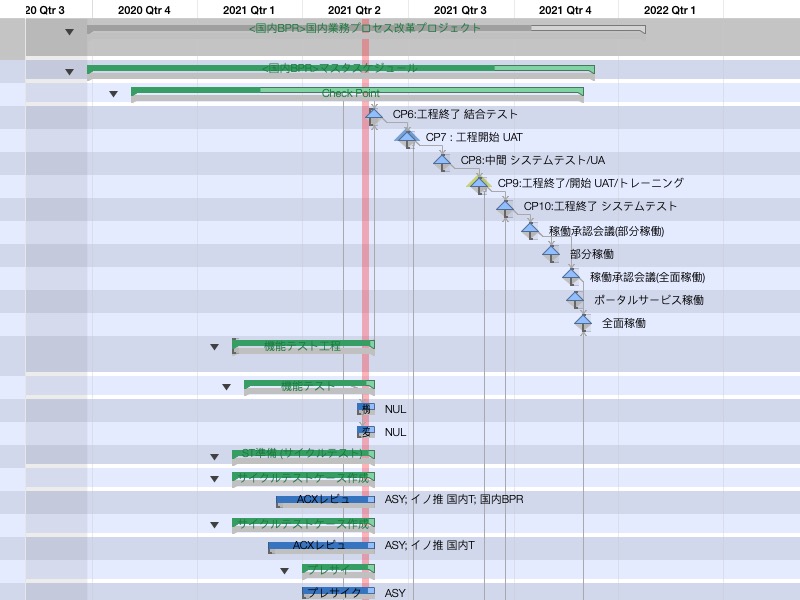 20 Qtr 3 2020 Qtr 4 2021 Qtr 1 2021 Qtr 2 2021 Qtr 3 2021 Qtr 4 2022 Qtr 1
<国内BPR>国内業務プロセス改革プロジェクト
<国内BPR>マスタスケジュール
Check Point
CP6:工程終了 結合テスト
CP7 : 工程開始 UAT
CP8:中間 システムテスト/UA
CP9:工程終了/開始 UAT/トレーニング
CP10:工程終了 システムテスト
稼働承認会議(部分稼働)
部分稼働
稼働承認会議(全面稼働)
ポータルサービス稼働
全面稼働
機能テスト工程
機能テスト
機 NUL
変 NUL
ST準備 (サイクルテスト)
サイクルテストケース作成
ACXレビュ ASY; イノ推 国内T; 国内BPR
サイクルテストケース作成
ACXレビュ ASY; イノ推 国内T
プレサイ
プレサイク ASY